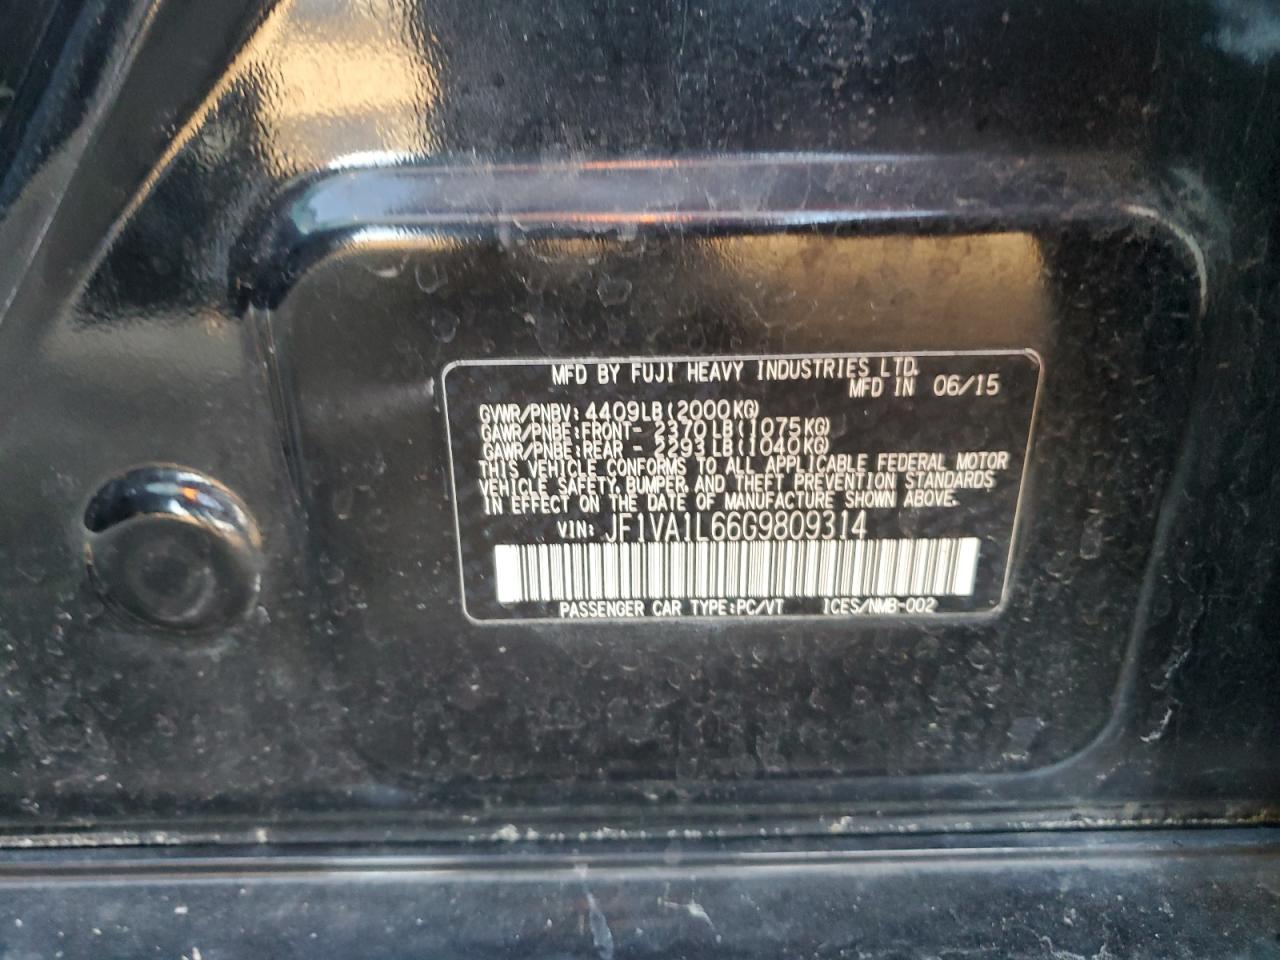 MFD BY FUJI HEAVY INDUSTRIES LTD.
MFD IN 06/15
GVWR/PNBV:4409LB(2000KG)
GAWR/PNBE:FRONT- 2370LB(1075KG)
GAWR/PNBE:REAR - 2293LB(1040KG)
THIS VEHICLE CONFORMS TO ALL APPLICABLE FEDERAL MOTOR
VEHICLE SAFETY, BUMPER, AND THEFT PREVENTION STANDARDS
IN EFFECT ON THE DATE OF MANUFACTURE SHOWN ABOVE.
VIN: JF1VA1L66G9809314
PASSENGER CAR TYPE:PC/VT ICES/NMB-002